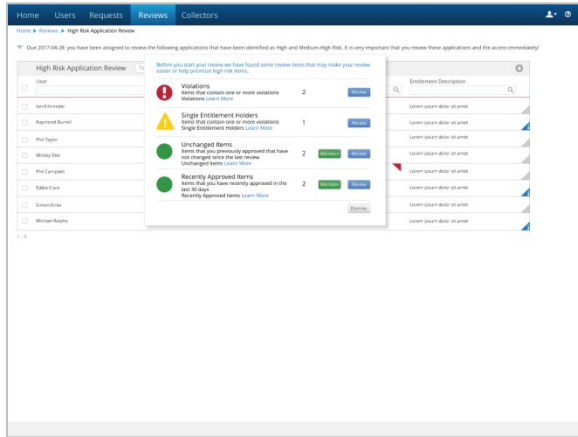 Home Users Requests Reviews Collectors
Home Reviews High Risk Application Review
Due 2017-04-28: you have been assigned to review the following applications that have been identified as High and Medium-High Risk. It is very important that you review these applications and the access immediately!
High Risk Application Review
User
Entitlement Description
Before you start your review we have found some review items that may make your review
easier or help prioritise high risk items.
Violations
Items that contain one or more violations
Violations Learn More
2 Review
Single Entitlement Holders
Items that contain one or more violations
Single Entitlement Holders Learn More
1 Review
Unchanged Items
Items that you previously approved that have
not changed since the last review
Unchanged Items Learn More
2 Maintain Review
Recently Approved Items
Items that you have recently approved in the
last 30 days
Recently Approved Items Learn More
2 Maintain Review
Dismiss
Lorem ipsum dolor sit amet
Raymond Burrell Lorem ipsum dolor sit amet
Phil Taylor Lorem ipsum dolor sit amet
Mickey Dee Lorem ipsum dolor sit amet
Phil Campbell Lorem ipsum dolor sit amet
Eddie Clark Lorem ipsum dolor sit amet
Simon Kirke Lorem ipsum dolor sit amet
Michael Ralphs Lorem ipsum dolor sit amet
1 - 8